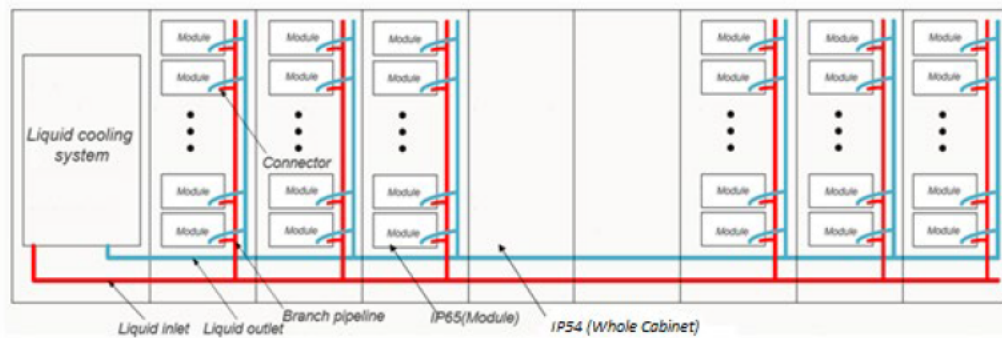 Module Module Module Module Module Module
Module Module Module Module Module Module
Liquid cooling
system
Connector
Module Module Module Module Module Module
Module Module Module Module Module Module
Liquid inlet
Liquid outlet
Branch pipeline
IP65(Module)
IP54 (Whole Cabinet)